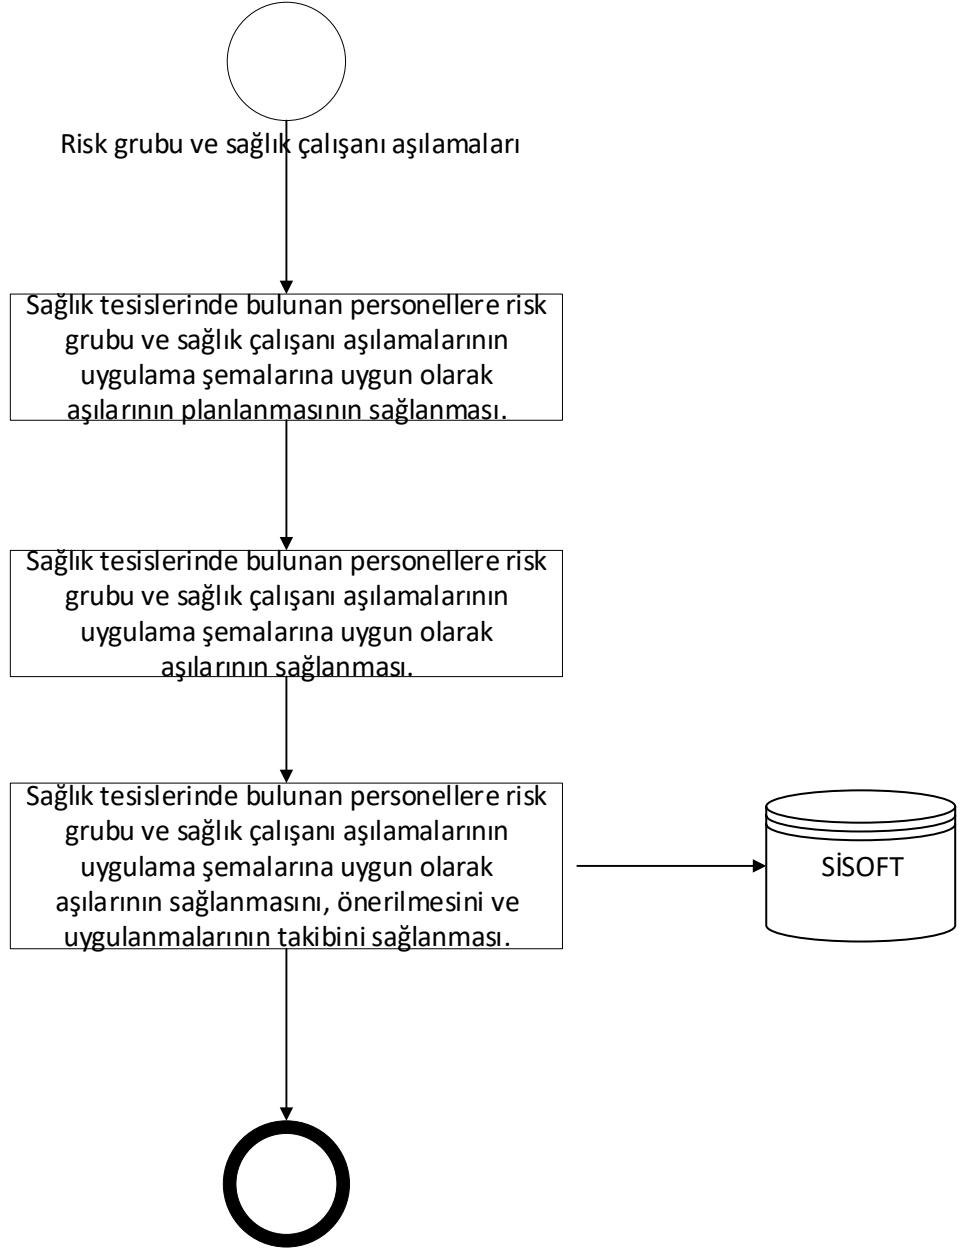 Risk grubu ve sağlık çalışanı aşılamaları
Sağlık tesislerinde bulunan personellere risk
grubu ve sağlık çalışanı aşılamalarının
uygulama şemalarına uygun olarak
aşılarının planlanmasının sağlanması.
Sağlık tesislerinde bulunan personellere risk
grubu ve sağlık çalışanı aşılamalarının
uygulama şemalarına uygun olarak
aşılarının sağlanması.
Sağlık tesislerinde bulunan personellere risk
grubu ve sağlık çalışanı aşılamalarının
uygulama şemalarına uygun olarak
aşılarının sağlanmasını, önerilmesini ve
uygulanmalarının takibini sağlanması.
SİSOFT